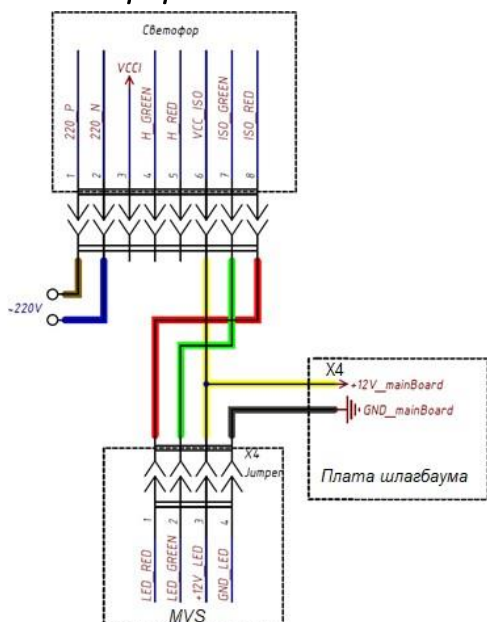 Светофор
VCCI
220_P
220_N
H_GREEN
H_RED
VCC_ISO
ISO_GREEN
ISO_RED
1
2
3
4
5
6
7
8
~220V
X4
+12V_mainBoard
GND_mainBoard
Плата шлагбаума
X4
Jumper
1
2
3
4
LED_RED
LED_GREEN
+12V_LED
GND_LED
MVS